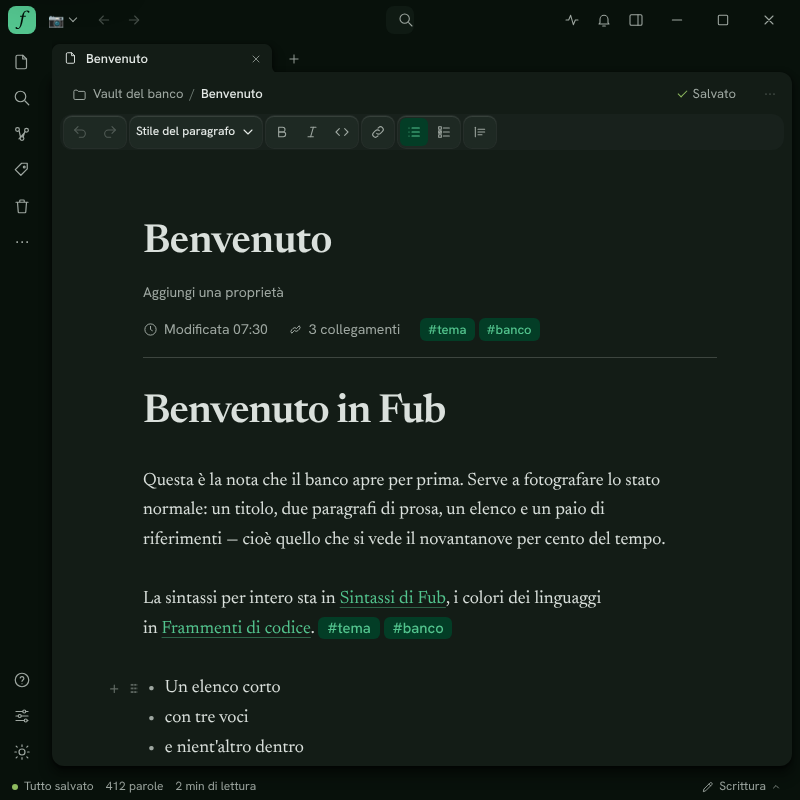 f
Benvenuto
Vault del banco / Benvenuto
Salvato
Stile del paragrafo
B I
Benvenuto
Aggiungi una proprietà
Modificata 07:30 3 collegamenti #tema #banco
Benvenuto in Fub
Questa è la nota che il banco apre per prima. Serve a fotografare lo stato
normale: un titolo, due paragrafi di prosa, un elenco e un paio di
riferimenti — cioè quello che si vede il novantanove per cento del tempo.
La sintassi per intero sta in Sintassi di Fub, i colori dei linguaggi
in Frammenti di codice. #tema #banco
• Un elenco corto
• con tre voci
• e nient'altro dentro
Tutto salvato 412 parole 2 min di lettura Scrittura